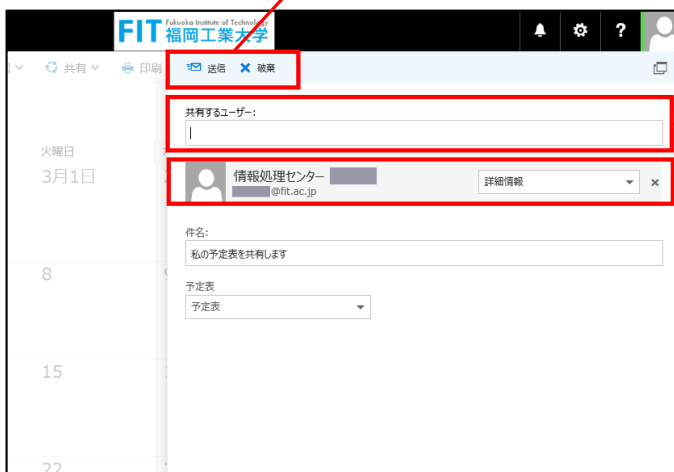 FIT Fukuoka Institute of Technology
福岡工業大学
?
共有 印刷 送信 破棄
共有するユーザー:
火曜日
3月1日
情報処理センター
@fit.ac.jp
詳細情報
件名:
私の予定表を共有します
8
予定表
予定表
15
22